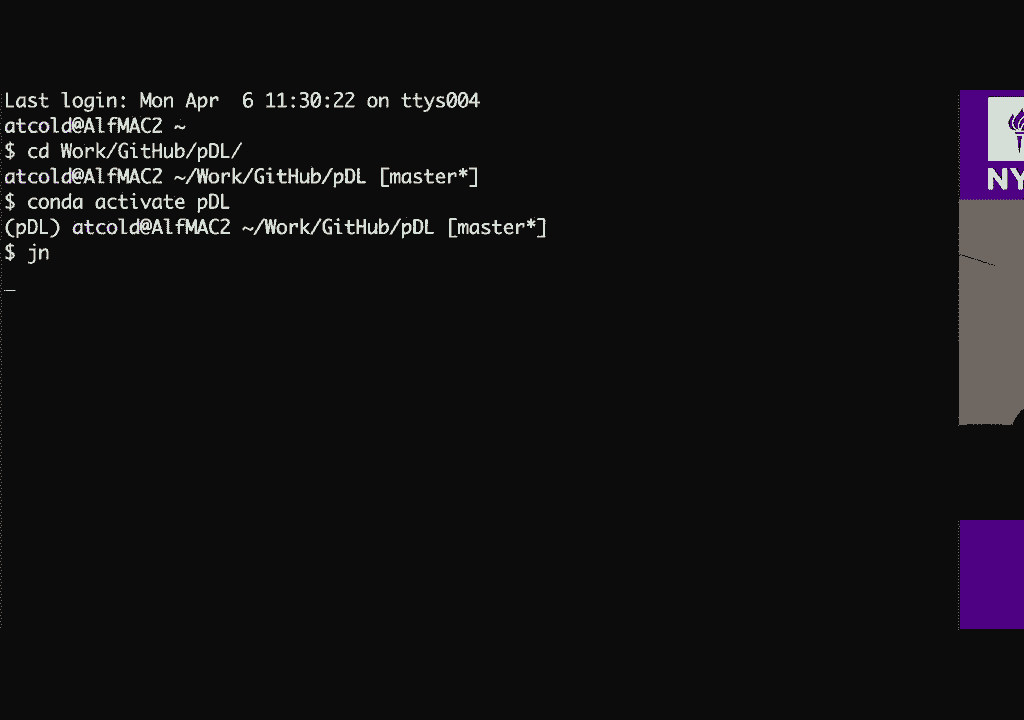 Last login: Mon Apr  6 11:30:22 on ttys004
atcold@AlfMAC2 ~
$ cd Work/GitHub/pDL/
atcold@AlfMAC2 ~/Work/GitHub/pDL [master*]
$ conda activate pDL
(pDL) atcold@AlfMAC2 ~/Work/GitHub/pDL [master*]
$ jn
_
NY